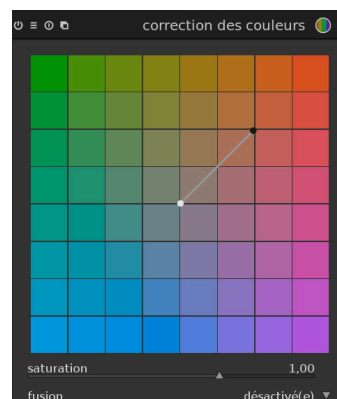 correction des couleurs
saturation 1,00
fusion désactivé(e)